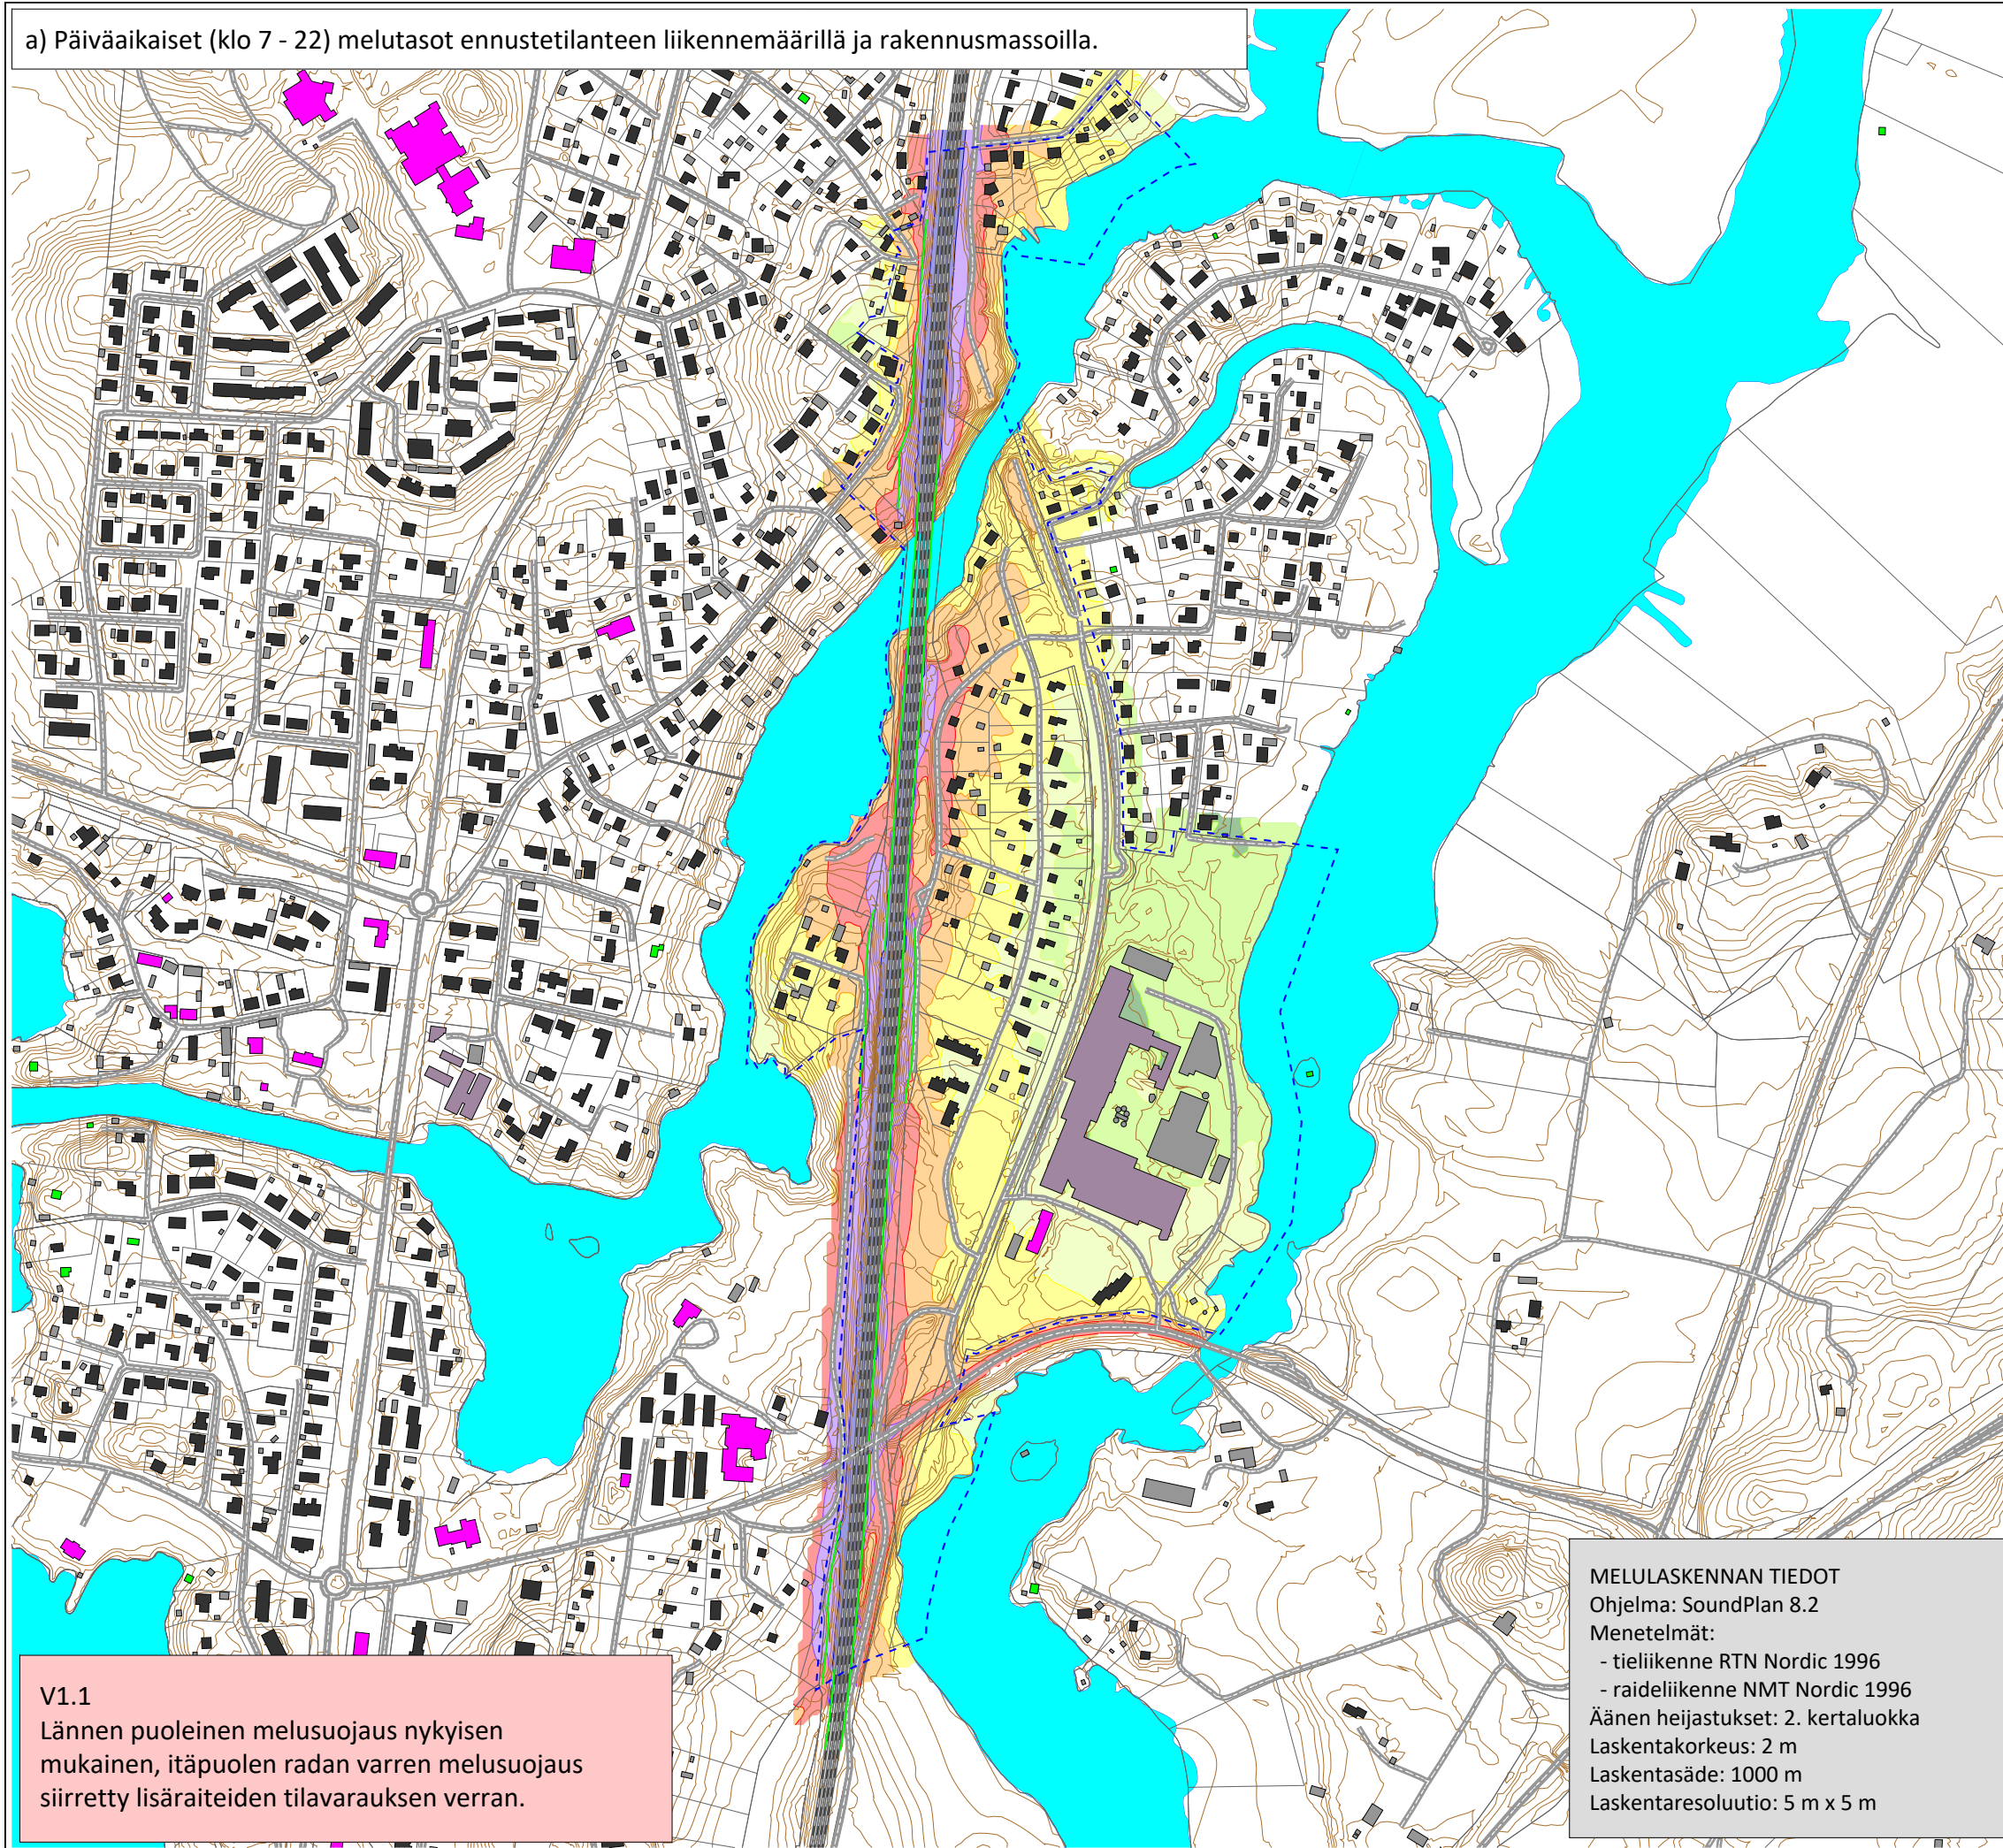 a) Päiväaikaiset (klo 7 - 22) melutasot ennustetilanteen liikennemäärillä ja rakennusmassoilla.
V1.1
Lännen puoleinen melusuojaus nykyisen
mukainen, itäpuolen radan varren melusuojaus
siirretty lisäraiteiden tilavarauksen verran.
MELULASKENNAN TIEDOT
Ohjelma: SoundPlan 8.2
Menetelmät:
- tieliikenne RTN Nordic 1996
- raideliikenne NMT Nordic 1996
Äänen heijastukset: 2. kertaluokka
Laskentakorkeus: 2 m
Laskentasäde: 1000 m
Laskentaresoluutio: 5 m x 5 m